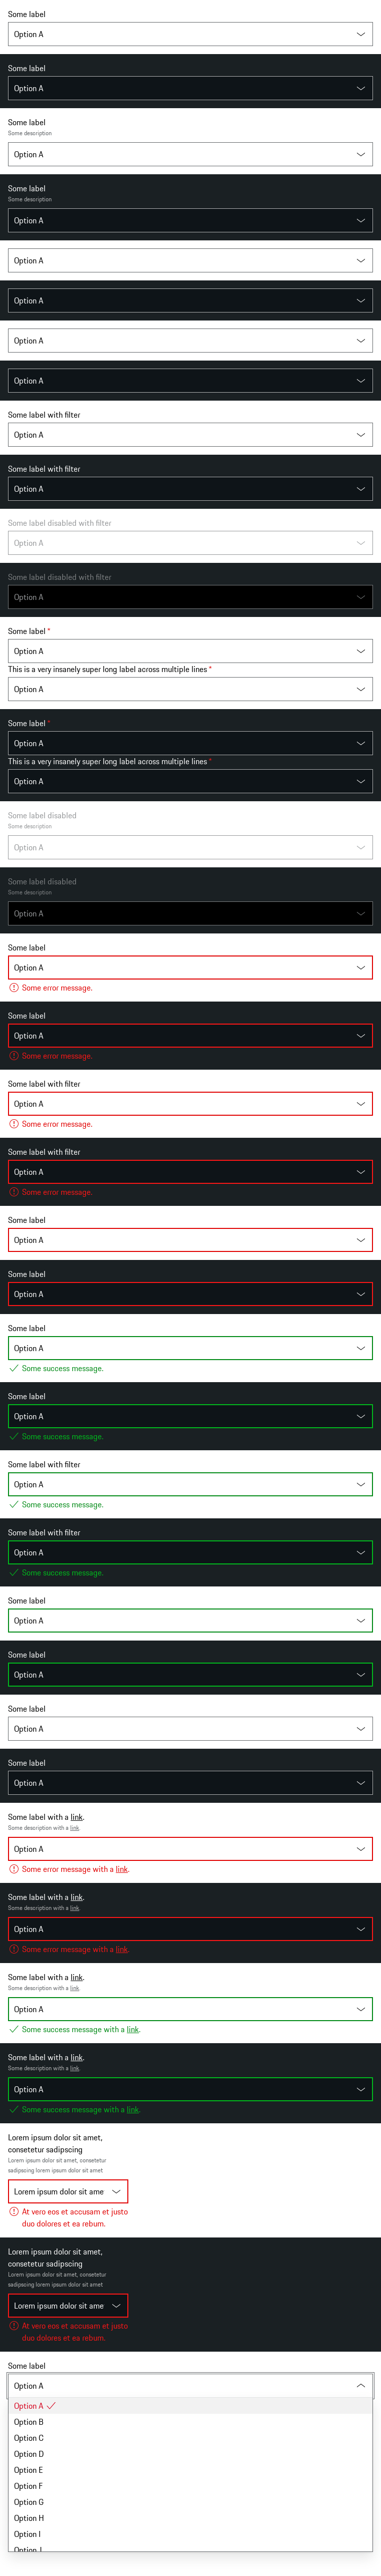 Some label
Option A
Some label
Option A
Some label
Some description
Option A
Some label
Some description
Option A
Option A
Option A
Option A
Option A
Some label with filter
Option A
Some label with filter
Option A
Some label disabled with filter
Option A
Some label disabled with filter
Option A
Some label *
Option A
This is a very insanely super long label across multiple lines *
Option A
Some label *
Option A
This is a very insanely super long label across multiple lines *
Option A
Some label disabled
Some description
Option A
Some label disabled
Some description
Option A
Some label
Option A
Some error message.
Some label
Option A
Some error message.
Some label with filter
Option A
Some error message.
Some label with filter
Option A
Some error message.
Some label
Option A
Some label
Option A
Some label
Option A
Some success message.
Some label
Option A
Some success message.
Some label with filter
Option A
Some success message.
Some label with filter
Option A
Some success message.
Some label
Option A
Some label
Option A
Some label
Option A
Some label
Option A
Some label with a link.
Some description with a link.
Option A
Some error message with a link.
Some label with a link.
Some description with a link.
Option A
Some error message with a link.
Some label with a link.
Some description with a link.
Option A
Some success message with a link.
Some label with a link.
Some description with a link.
Option A
Some success message with a link.
Lorem ipsum dolor sit amet,
consetetur sadipscing
Lorem ipsum dolor sit amet, consetetur
sadipscing lorem ipsum dolor sit amet
Lorem ipsum dolor sit ame
At vero eos et accusam et justo
duo dolores et ea rebum.
Lorem ipsum dolor sit amet,
consetetur sadipscing
Lorem ipsum dolor sit amet, consetetur
sadipscing lorem ipsum dolor sit amet
Lorem ipsum dolor sit ame
At vero eos et accusam et justo
duo dolores et ea rebum.
Some label
Option A
Option A
Option B
Option C
Option D
Option E
Option F
Option G
Option H
Option I
Option J